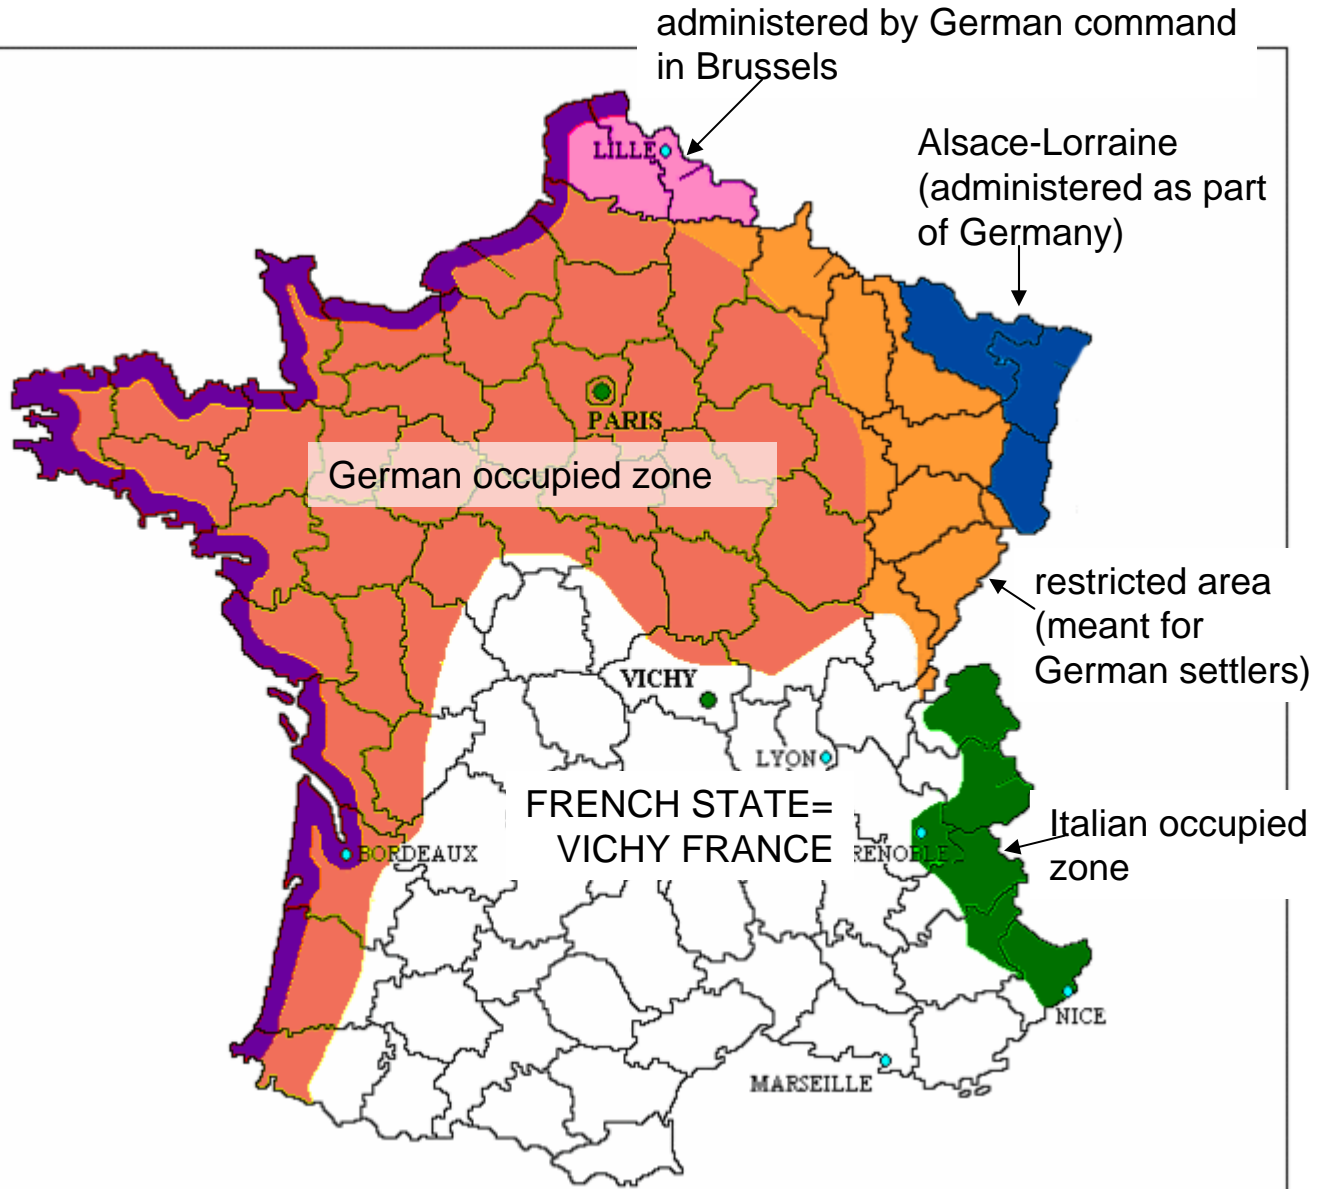 administered by German command
in Brussels
LILLE
Alsace-Lorraine
(administered as part
of Germany)
PARIS
German occupied zone
restricted area
(meant for
German settlers)
VICHY
LYON
FRENCH STATE=
VICHY FRANCE
Italian occupied
zone
BORDEAUX
RENOBLE
NICE
MARSEILLE